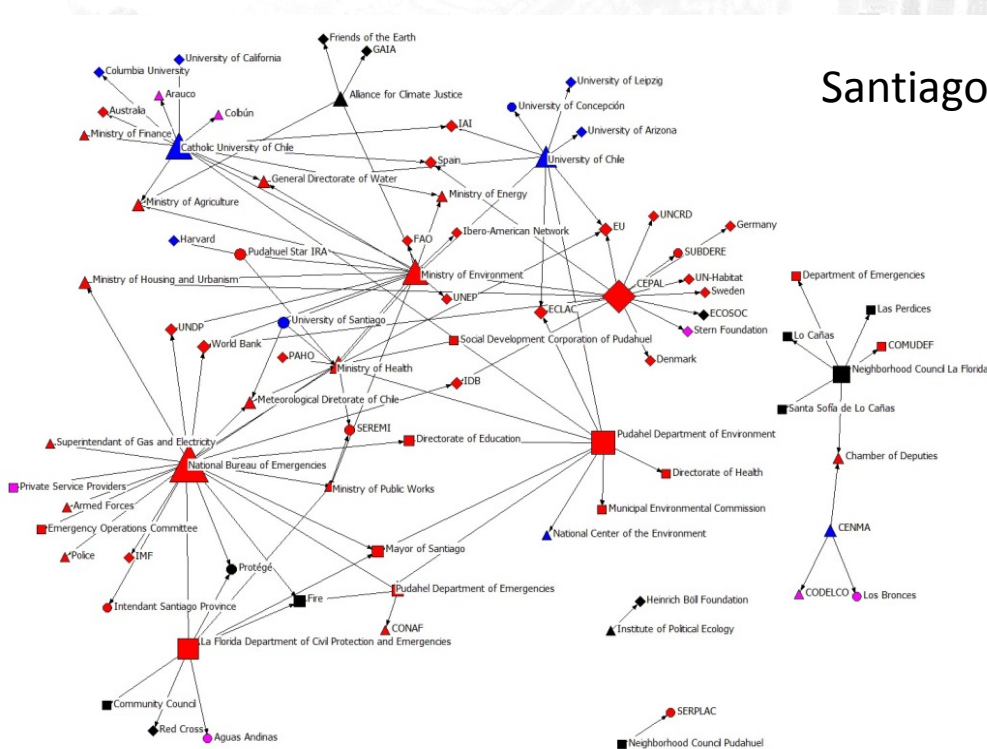 Santiago
Friends of the Earth
GAIA
University of California
Columbia University
Arauco
Australia
Colbún
Ministry of Finance
Catholic University of Chile
Alliance for Climate Justice
University of Leipzig
University of Concepción
University of Arizona
IAI
Spain
University of Chile
General Directorate of Water
Ministry of Energy
Ministry of Agriculture
UNCRD
Germany
EU
Ibero-American Network
SUBDERE
Harvard
Pudahuel Star IRA
FAO
Ministry of Environment
Ministry of Housing and Urbanism
CEPAL
UN-Habitat
Sweden
Department of Emergencies
UNEP
ECLAC
ECOSOC
Las Perdices
University of Santiago
UNDP
Stern Foundation
Lo Cañas
World Bank
Social Development Corporation of Pudahuel
COMUDEF
PAHO
Ministry of Health
Denmark
Neighborhood Council La Florida
IDB
Meteorological Diretorate of Chile
Santa Sofía de Lo Cañas
SEREMI
Superintendant of Gas and Electricity
Directorate of Education
Pudahel Department of Environment
Chamber of Deputies
National Bureau of Emergencies
Directorate of Health
Private Service Providers
Ministry of Public Works
Armed Forces
Municipal Environmental Commission
Emergency Operations Committee
National Center of the Environment
CENMA
Police
IMF
Mayor of Santiago
Protégé
Pudahel Department of Emergencies
CODELCO
Los Bronces
Fire
Intendant Santiago Province
Heinrich Böll Foundation
CONAF
Institute of Political Ecology
La Florida Department of Civil Protection and Emergencies
Community Council
SERPLAC
Red Cross
Aguas Andinas
Neighborhood Council Pudahuel